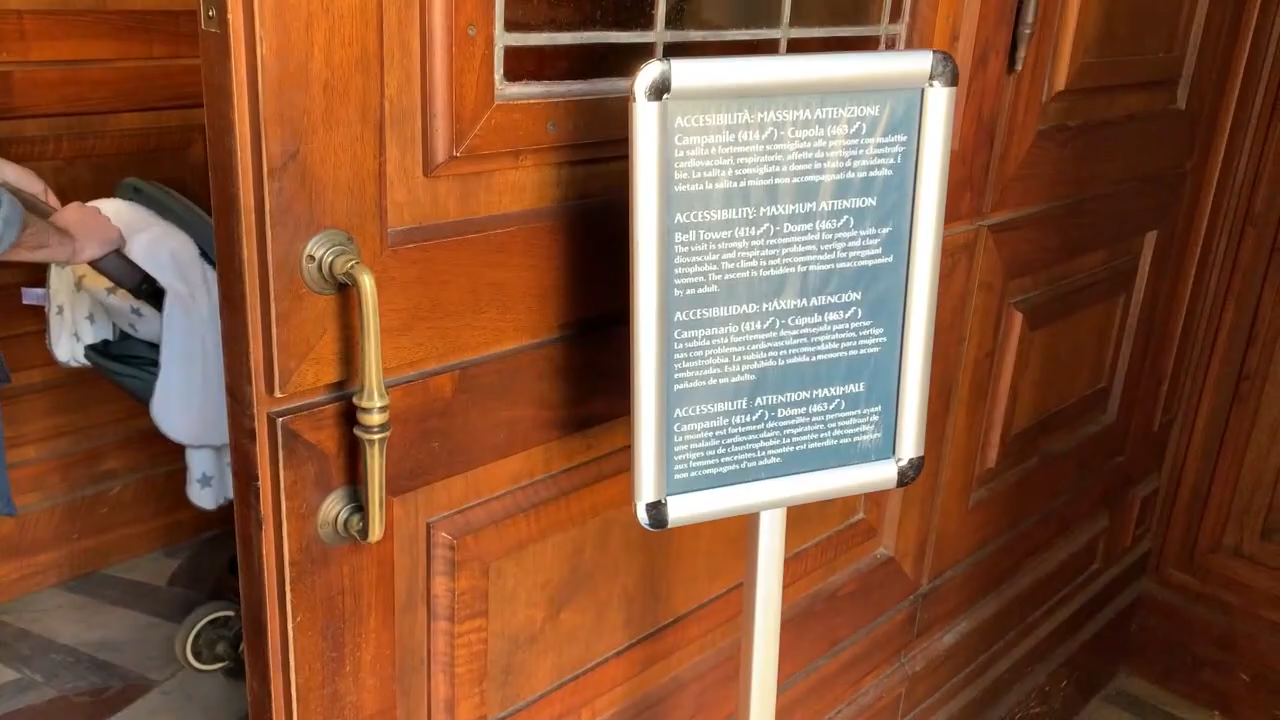 ACCESIBILITÀ: MASSIMA ATTENZIONE
Campanile (414) - Cupola (463)
La salita è fortemente sconsigliata alle persone con malattie
cardiovacolari, respiratorie, affette da vertigini e claustrofo-
bie. La salita è sconsigliata a donne in stato di gravidanza. È
vietata la salita ai minori non accompagnati da un adulto.
ACCESSIBILITY: MAXIMUM ATTENTION
Bell Tower (414) - Dome (463)
The visit is strongly not recommended for people with car-
diovascular and respiratory problems, vertigo and clau-
strophobia. The climb is not recommended for pregnant
women. The ascent is forbidden for minors unaccompanied
by an adult.
ACCESIBILIDAD: MÁXIMA ATENCIÓN
Campanario (414) - Cúpula (463)
La subida está fuertemente desaconsejada para perso-
nas con problemas cardiovasculares, respiratorios, vértigo
yclaustrofobia. La subida no es recomendable para mujeres
embrazadas. Está prohibido la subida a menores no acom-
pañados de un adulto.
ACCESSIBILITÉ : ATTENTION MAXIMALE
Campanile (414) - Dôme (463)
La montée est fortement déconseillée aux personnes ayant
une maladie cardiovasculaire, respiratoire, ou souffrant de
vertiges ou de claustrophobie.La montée est déconseillée
aux femmes enceintes.La montée est interdite aux mineurs
non accompagnés d'un adulte.